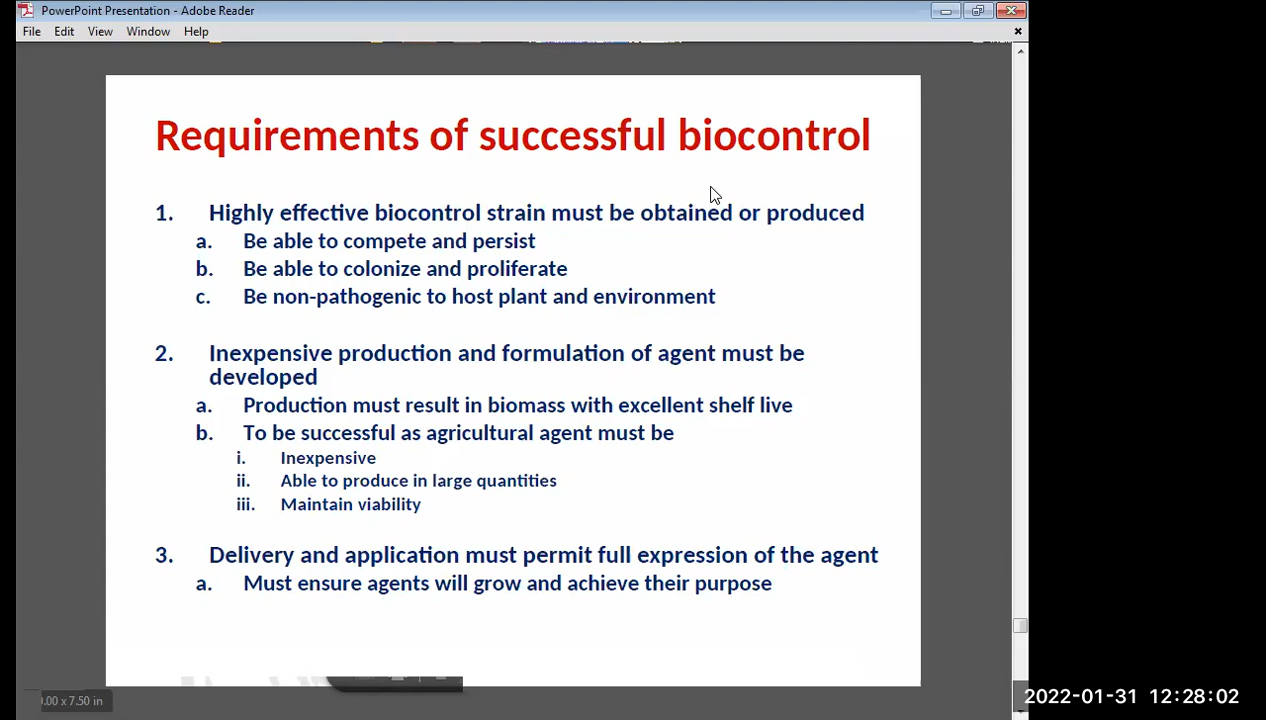 PowerPoint Presentation - Adobe Reader
File Edit View Window Help
Requirements of successful biocontrol
1. Highly effective biocontrol strain must be obtained or produced
a. Be able to compete and persist
b. Be able to colonize and proliferate
c. Be non-pathogenic to host plant and environment
2. Inexpensive production and formulation of agent must be
developed
a. Production must result in biomass with excellent shelf live
b. To be successful as agricultural agent must be
i. Inexpensive
ii. Able to produce in large quantities
iii. Maintain viability
3. Delivery and application must permit full expression of the agent
a. Must ensure agents will grow and achieve their purpose
x 7.50 in
2022-01-31 12:28:02